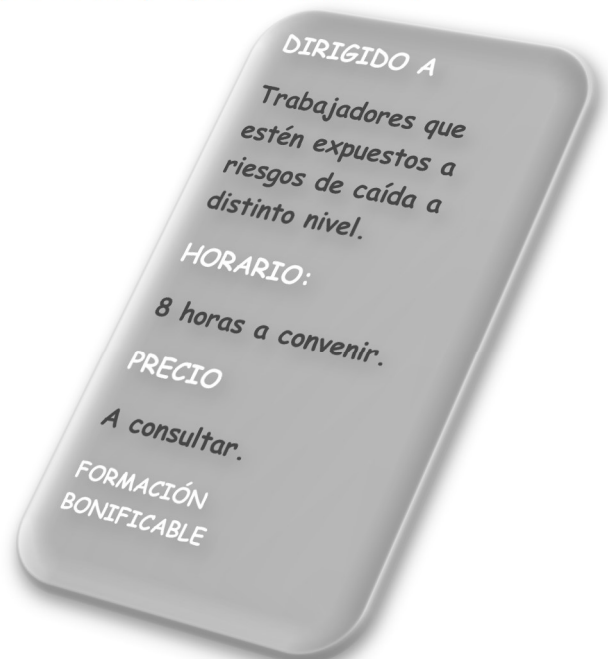 DIRIGIDO A
Trabajadores que
estén expuestos a
riesgos de caída a
distinto nivel.
HORARIO:
8 horas a convenir.
PRECIO
A consultar.
FORMACIÓN
BONIFICABLE